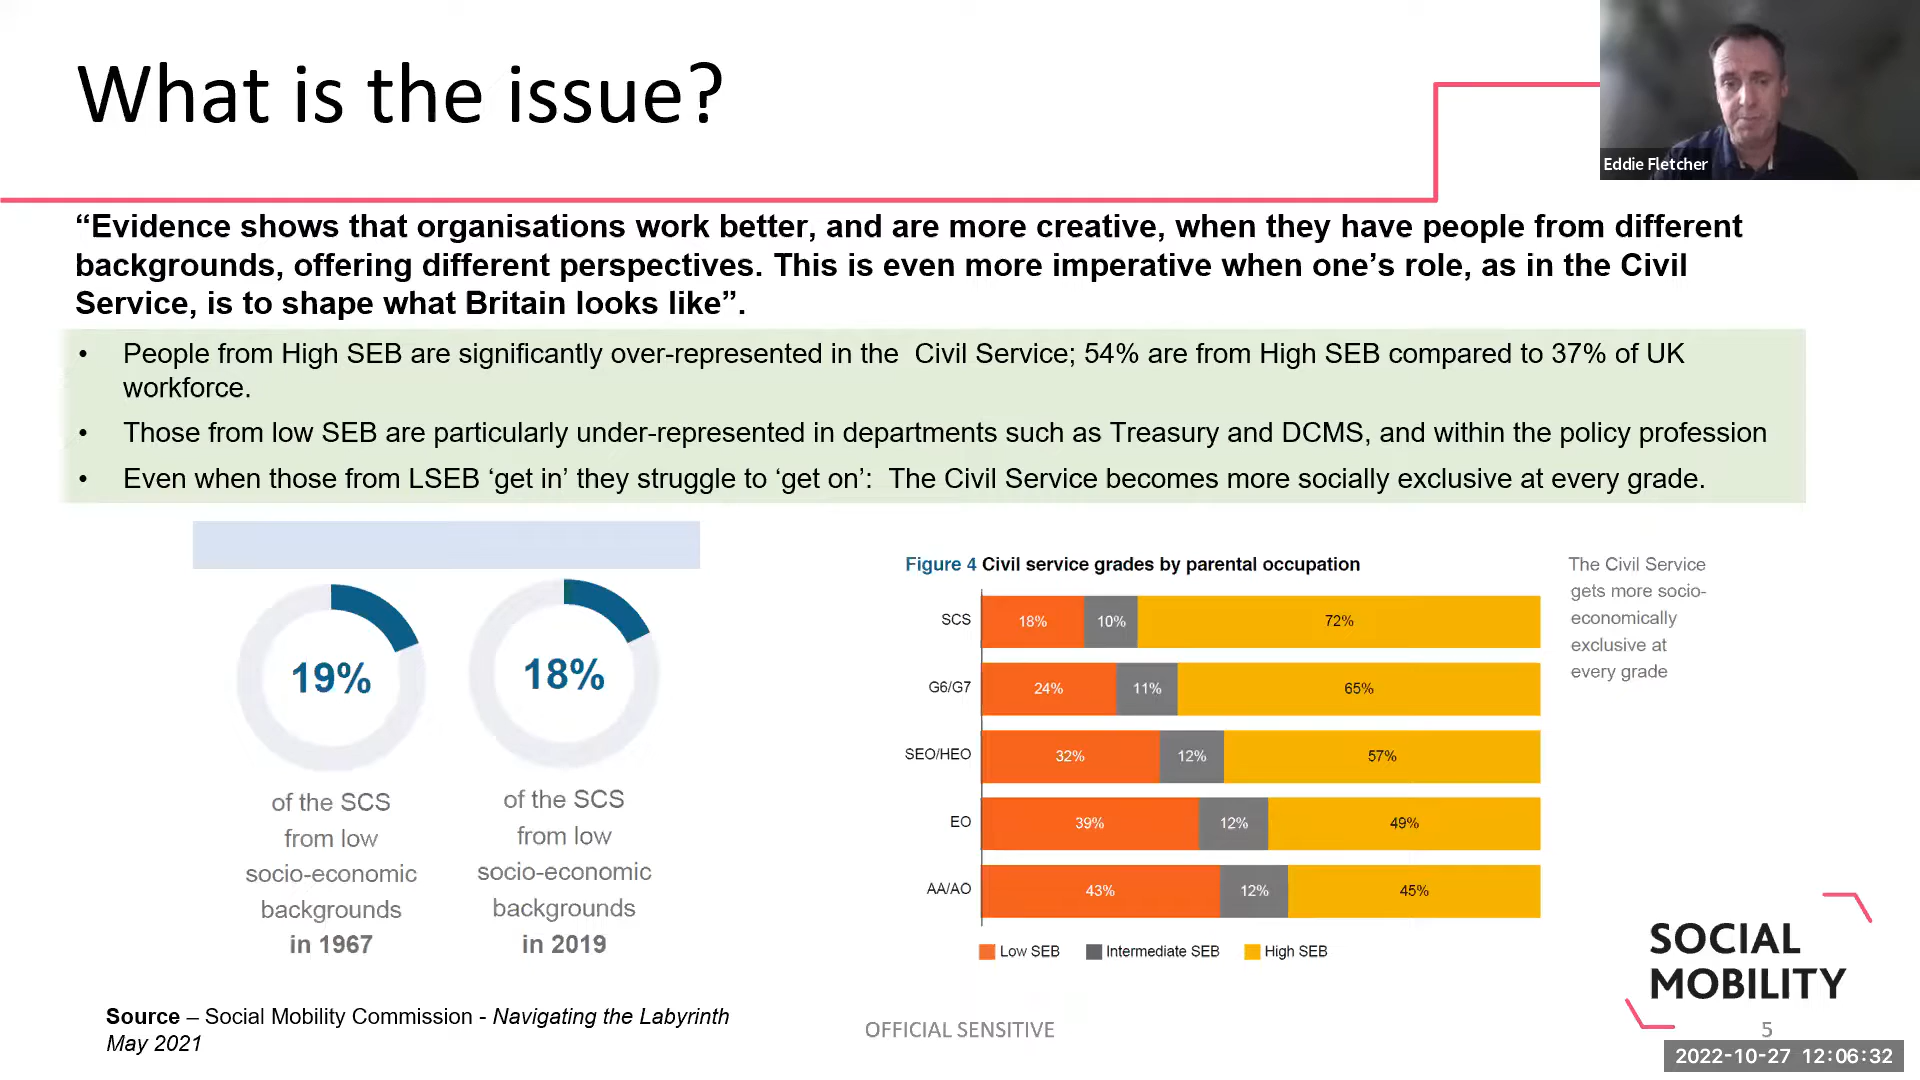 What is the issue?
Eddie Fletcher
“Evidence shows that organisations work better, and are more creative, when they have people from different
backgrounds, offering different perspectives. This is even more imperative when one’s role, as in the Civil
Service, is to shape what Britain looks like”.
• People from High SEB are significantly over-represented in the  Civil Service; 54% are from High SEB compared to 37% of UK
workforce.
• Those from low SEB are particularly under-represented in departments such as Treasury and DCMS, and within the policy profession
• Even when those from LSEB ‘get in’ they struggle to ‘get on’:  The Civil Service becomes more socially exclusive at every grade.
19%
of the SCS
from low
socio-economic
backgrounds
in 1967
18%
of the SCS
from low
socio-economic
backgrounds
in 2019
Figure 4 Civil service grades by parental occupation
SCS 18% 10% 72%
G6/G7 24% 11% 65%
SEO/HEO 32% 12% 57%
EO 39% 12% 49%
AA/AO 43% 12% 45%
Low SEB Intermediate SEB High SEB
The Civil Service
gets more socio-
economically
exclusive at
every grade
Source – Social Mobility Commission - Navigating the Labyrinth
May 2021
OFFICIAL SENSITIVE
SOCIAL
MOBILITY
5
2022-10-27 12:06:32